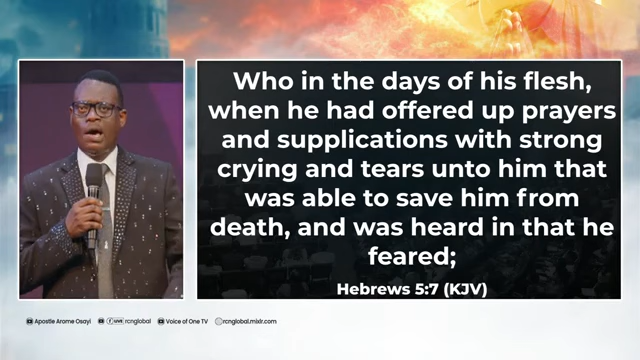 Who in the days of his flesh,
when he had offered up prayers
and supplications with strong
crying and tears unto him that
was able to save him from
death, and was heard in that he
feared;
Hebrews 5:7 (KJV)
Apostle Arome Osayi LIVE rcnglobal Voice of One TV rcnglobal.mixlr.com